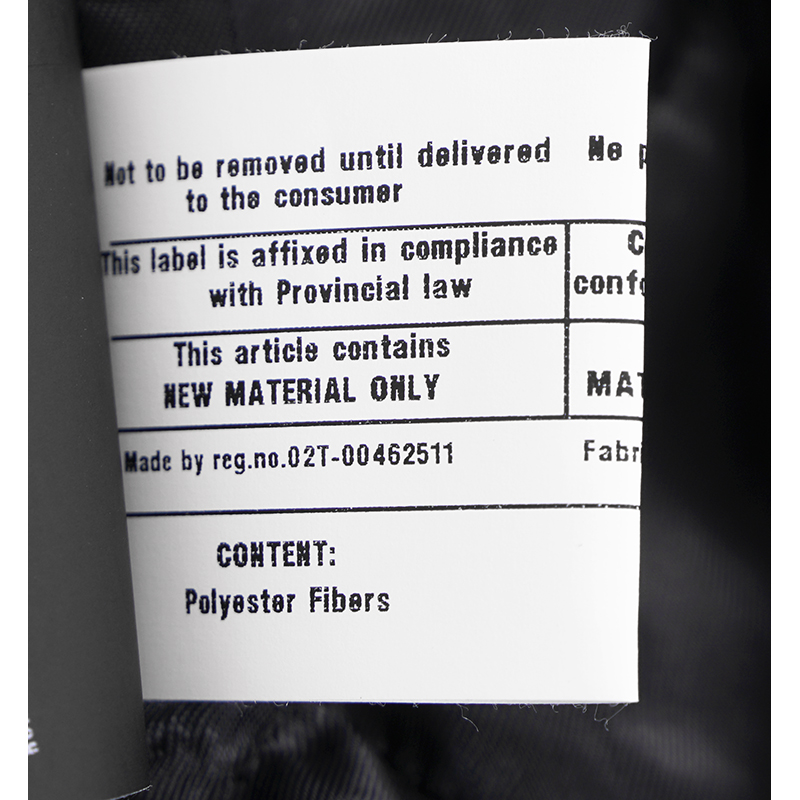 Not to be removed until delivered
to the consumer
This label is affixed in compliance
with Provincial law
This article contains
NEW MATERIAL ONLY
Made by reg.no.02T-00462511
CONTENT:
Polyester Fibers